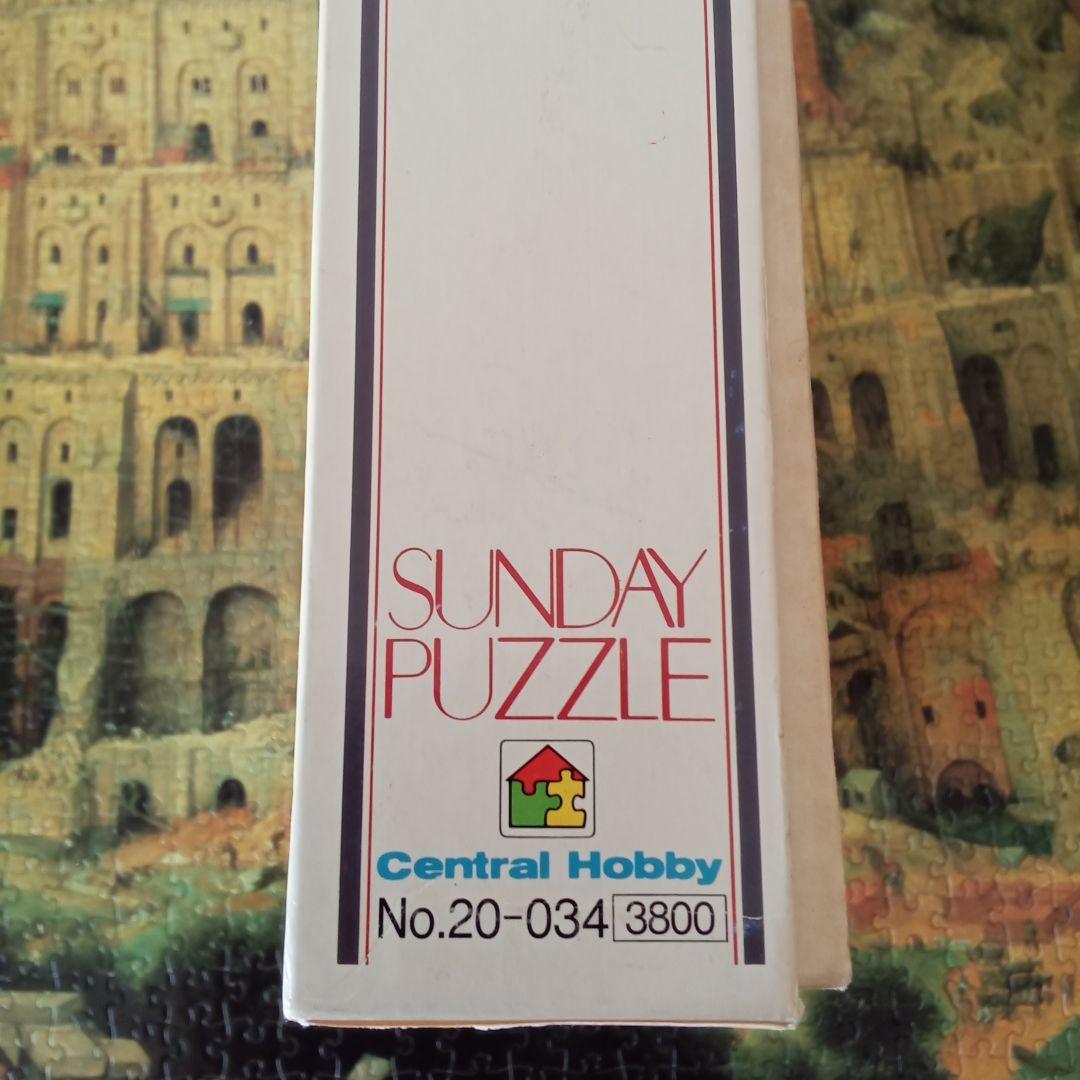 SUNDAY
PUZZLE
Central Hobby
No.20-034 3800